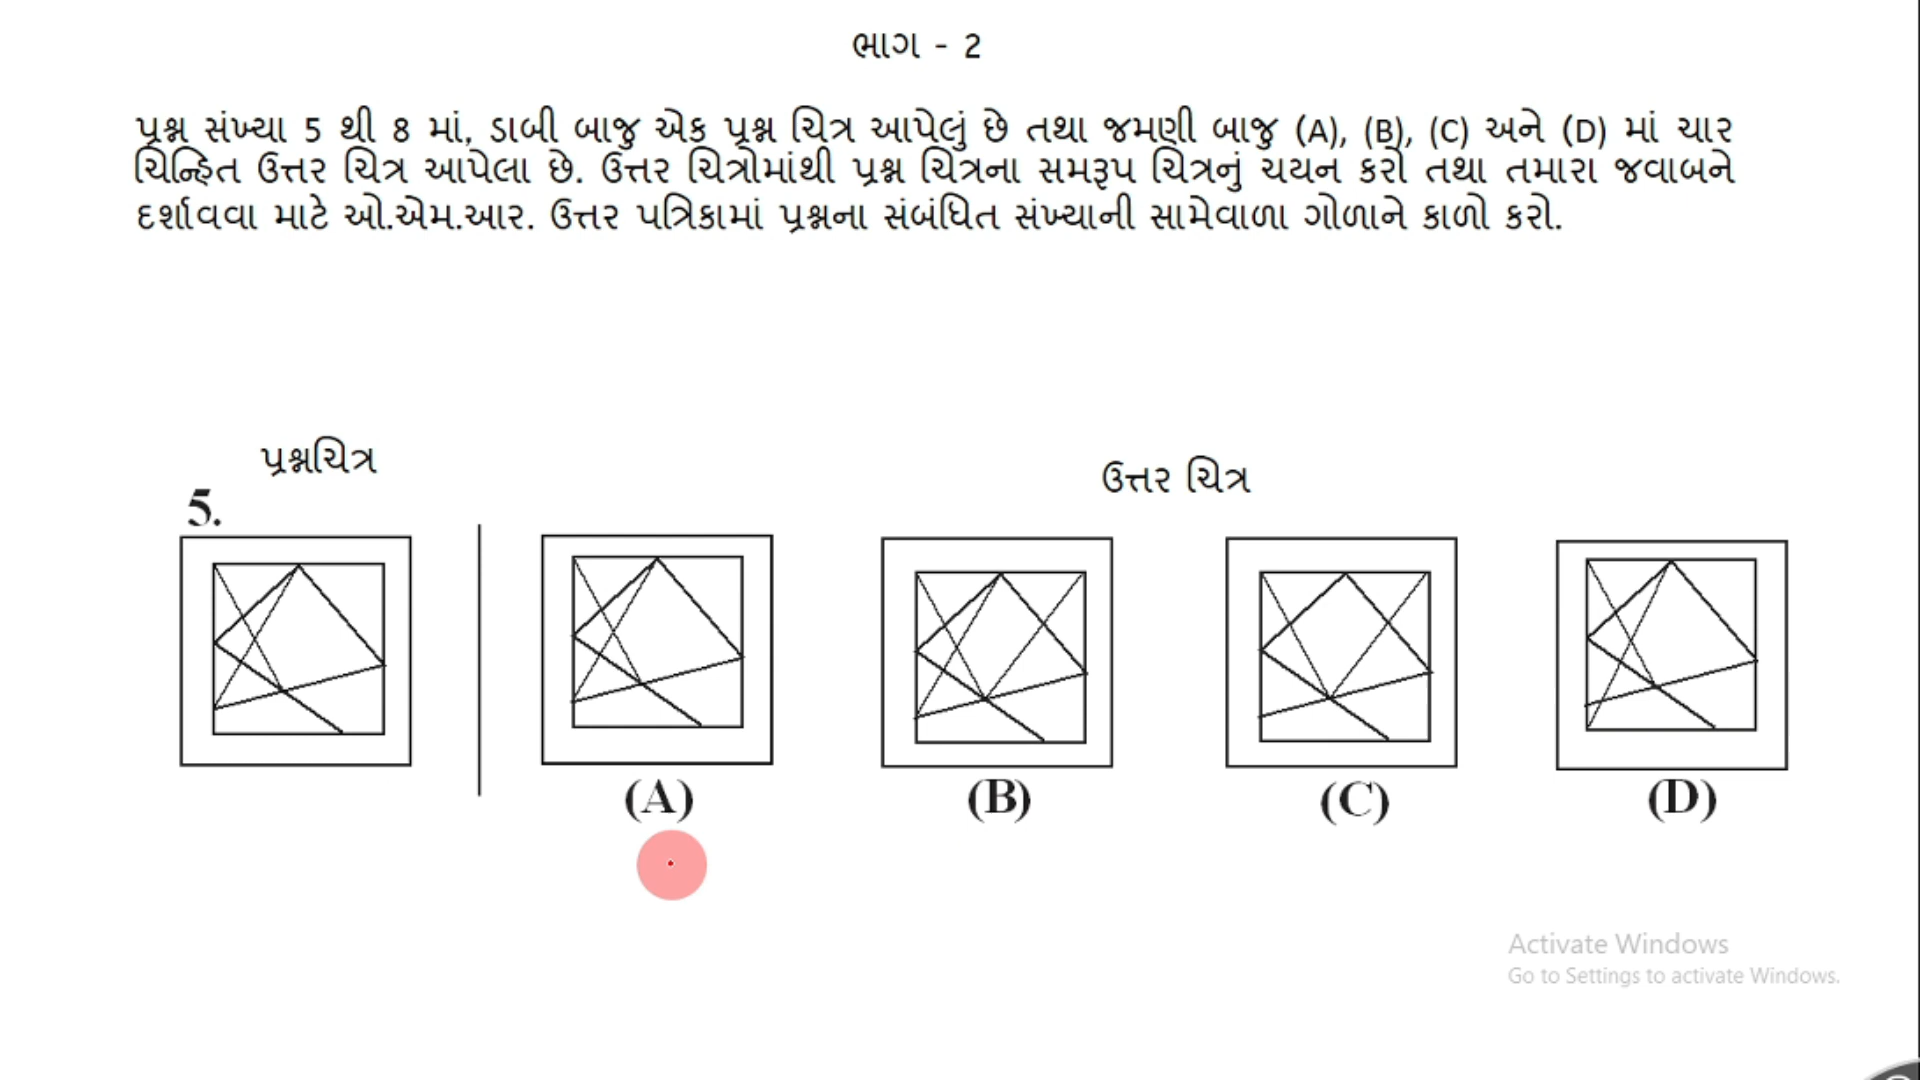 ભાગ - 2
પ્રશ્ન સંખ્યા 5 થી 8 માં, ડાબી બાજુ એક પ્રશ્ન ચિત્ર આપેલું છે તથા જમણી બાજુ (A), (B), (C) અને (D) માં ચાર
ચિન્હિત ઉત્તર ચિત્ર આપેલા છે. ઉત્તર ચિત્રોમાંથી પ્રશ્ન ચિત્રના સમરૂપ ચિત્રનું ચયન કરો તથા તમારા જવાબને
દર્શાવવા માટે ઓ.એમ.આર. ઉત્તર પત્રિકામાં પ્રશ્નના સંબંધિત સંખ્યાની સામેવાળા ગોળાને કાળો કરો.
પ્રશ્નચિત્ર
ઉત્તર ચિત્ર
5.
(A) (B) (C) (D)
Activate Windows
Go to Settings to activate Windows.